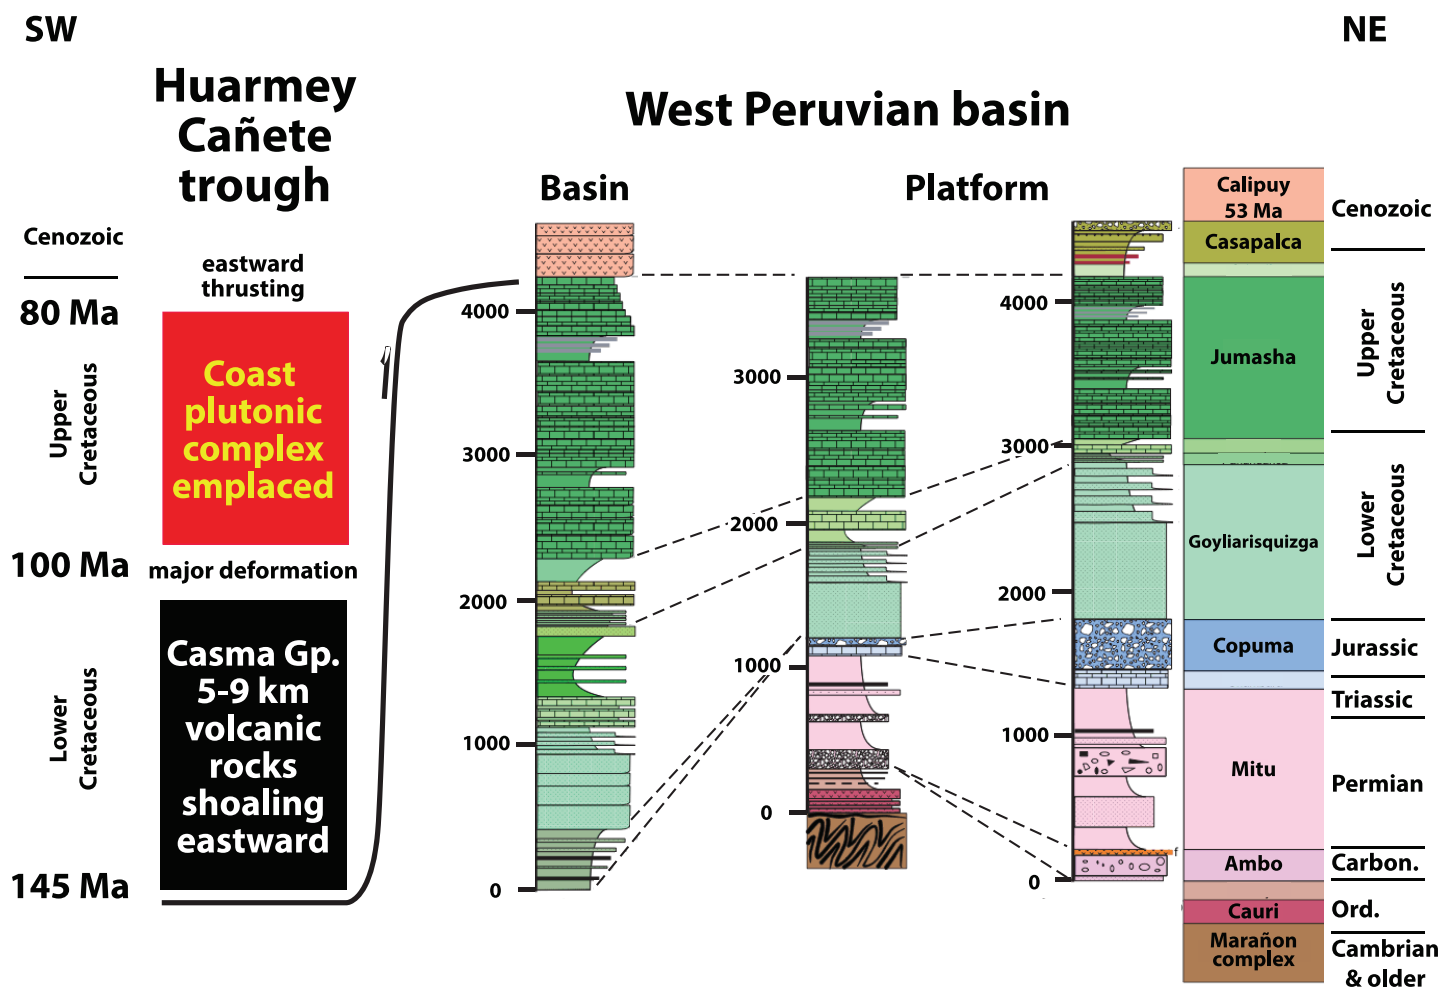 SW
NE
Huarmey
Cañete
trough
West Peruvian basin
Basin
Platform
Cenozoic
eastward
thrusting
80 Ma
Upper
Cretaceous
Coast
plutonic
complex
emplaced
100 Ma
major deformation
Lower
Cretaceous
Casma Gp.
5-9 km
volcanic
rocks
shoaling
eastward
145 Ma
4000
3000
2000
1000
0
3000
2000
1000
0
4000
3000
2000
1000
0
f
Calipuy
53 Ma
Casapalca
Jumasha
Goyliarisquizga
Copuma
Mitu
Ambo
Cauri
Marañon
complex
Cenozoic
Upper
Cretaceous
Lower
Cretaceous
Jurassic
Triassic
Permian
Carbon.
Ord.
Cambrian
& older